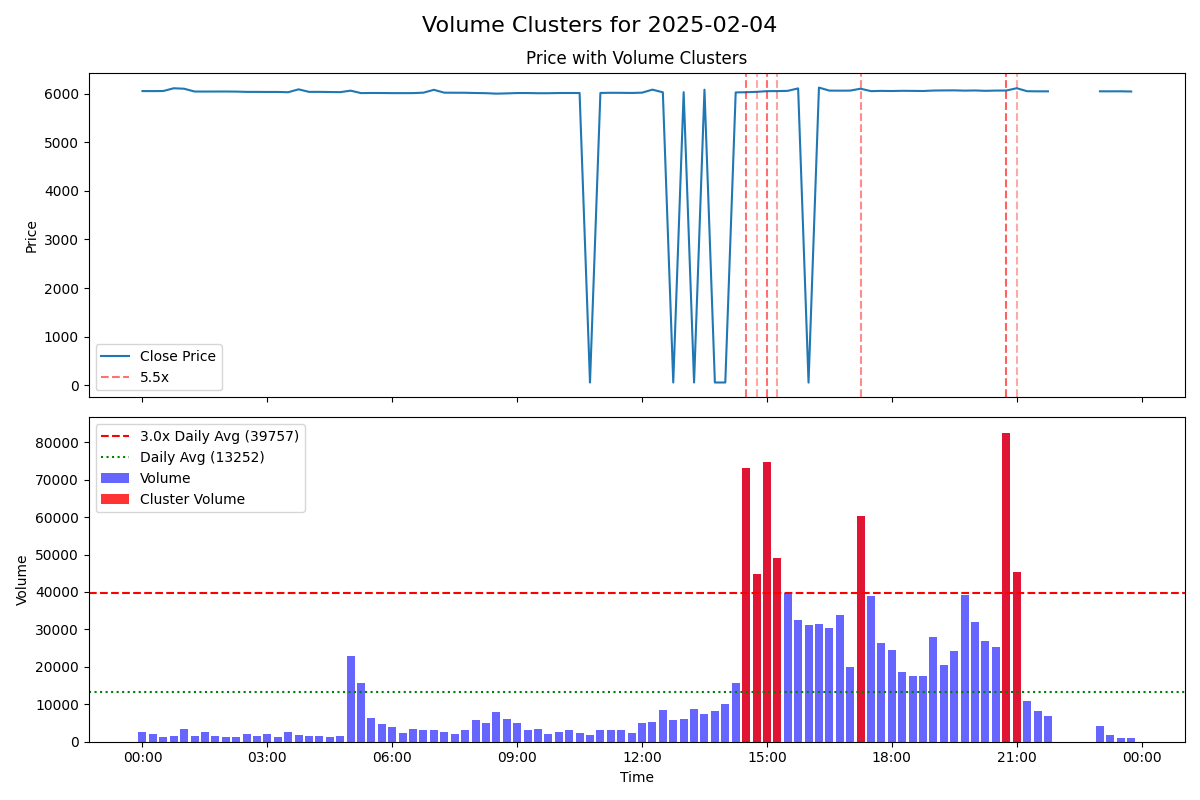 Volume Clusters for 2025-02-04
Price with Volume Clusters
Price
6000
5000
4000
3000
2000
1000
0
Close Price
5.5x
Volume
80000
70000
60000
50000
40000
30000
20000
10000
0
3.0x Daily Avg (39757)
Daily Avg (13252)
Volume
Cluster Volume
00:00
03:00
06:00
09:00
12:00
15:00
18:00
21:00
00:00
Time